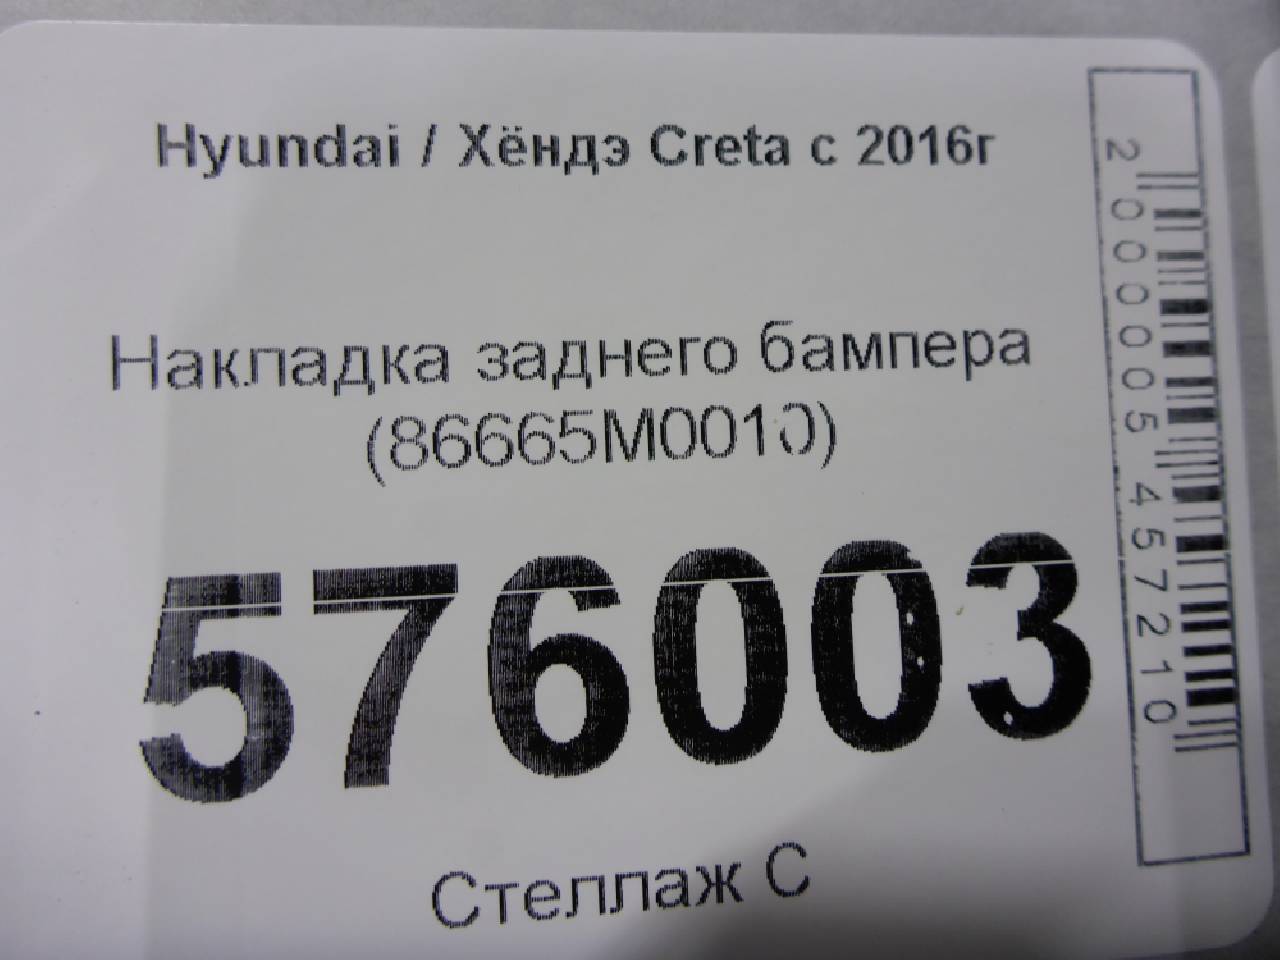 Hyundai / Хёндэ Creta с 2016г
Накладка заднего бампера
(86665M0010)
576003
Стеллаж С
2000005457210